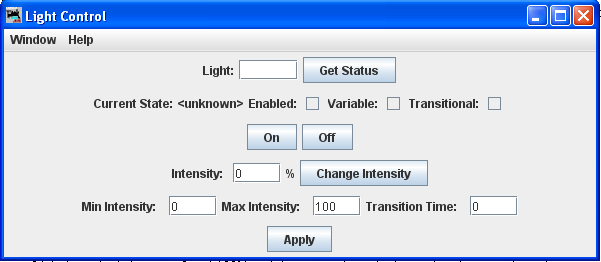 Light Control
Window Help
Light: Get Status
Current State: <unknown> Enabled: Variable: Transitional:
On Off
Intensity: 0 % Change Intensity
Min Intensity: 0 Max Intensity: 100 Transition Time: 0
Apply